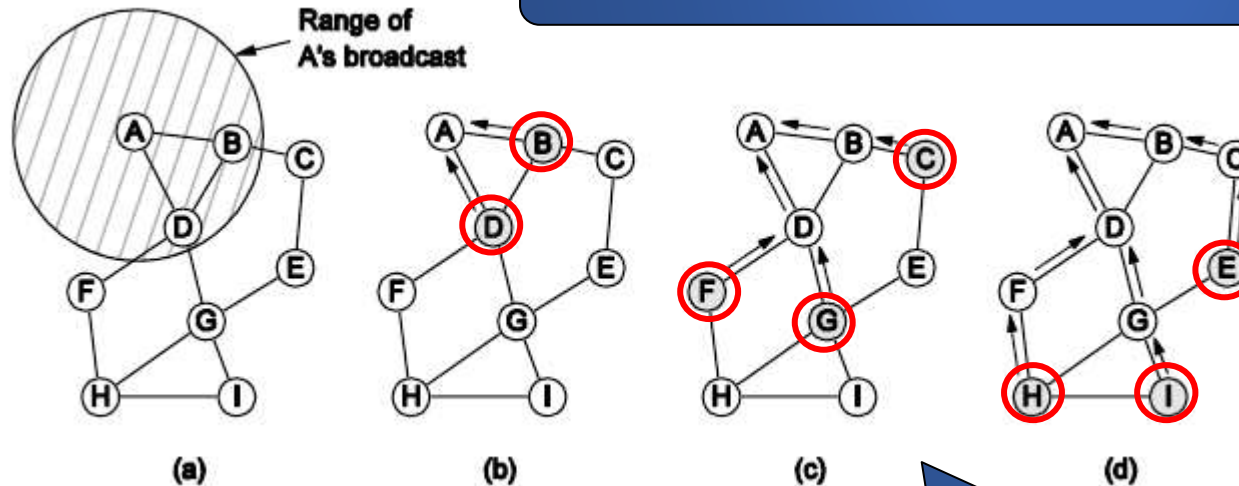 Range of
A's broadcast
A B C
D
E
F
G
H I
(a)
A B C
D
E
F
G
H I
(b)
A B C
D
E
F
G
H I
(c)
A B C
D
E
F
G
H I
(d)